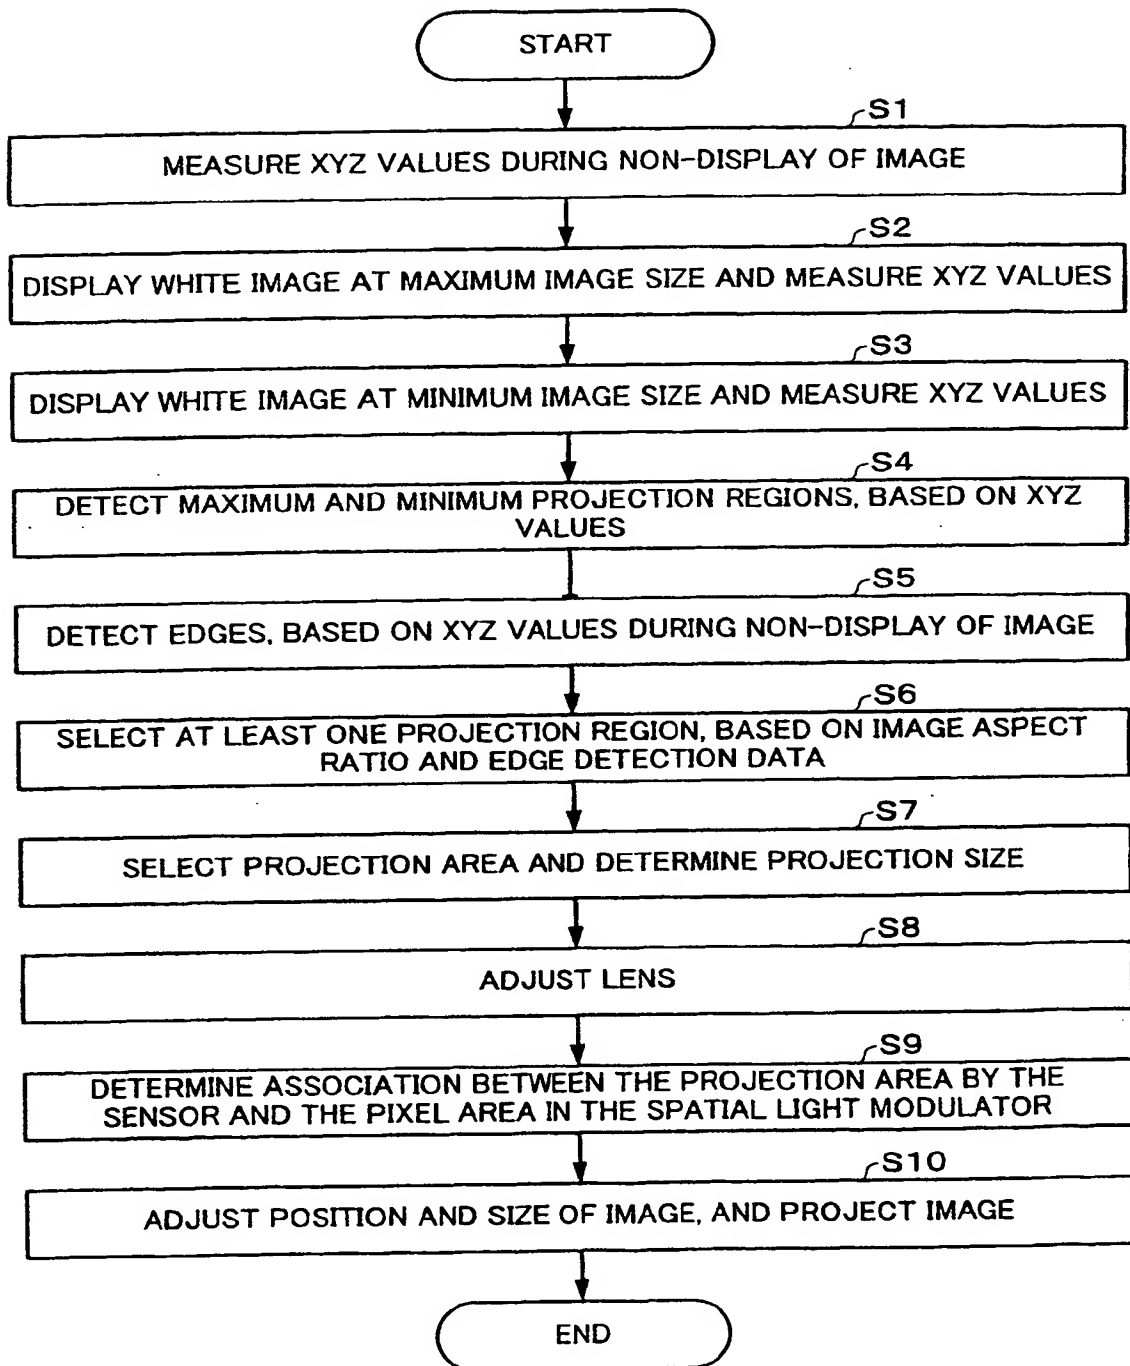 START
S1
MEASURE XYZ VALUES DURING NON-DISPLAY OF IMAGE
S2
DISPLAY WHITE IMAGE AT MAXIMUM IMAGE SIZE AND MEASURE XYZ VALUES
S3
DISPLAY WHITE IMAGE AT MINIMUM IMAGE SIZE AND MEASURE XYZ VALUES
S4
DETECT MAXIMUM AND MINIMUM PROJECTION REGIONS, BASED ON XYZ
VALUES
S5
DETECT EDGES, BASED ON XYZ VALUES DURING NON-DISPLAY OF IMAGE
S6
SELECT AT LEAST ONE PROJECTION REGION, BASED ON IMAGE ASPECT
RATIO AND EDGE DETECTION DATA
S7
SELECT PROJECTION AREA AND DETERMINE PROJECTION SIZE
S8
ADJUST LENS
S9
DETERMINE ASSOCIATION BETWEEN THE PROJECTION AREA BY THE
SENSOR AND THE PIXEL AREA IN THE SPATIAL LIGHT MODULATOR
S10
ADJUST POSITION AND SIZE OF IMAGE, AND PROJECT IMAGE
END